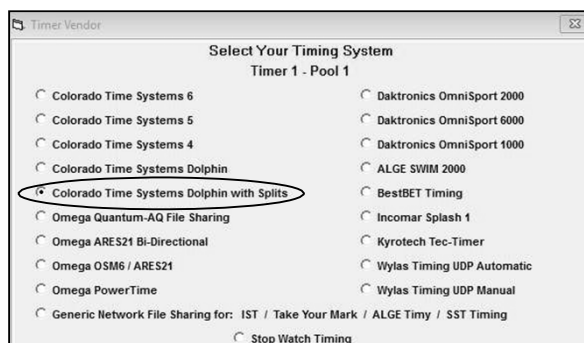 Timer Vendor
Select Your Timing System
Timer 1 - Pool 1
Colorado Time Systems 6
Colorado Time Systems 5
Colorado Time Systems 4
Colorado Time Systems Dolphin
Colorado Time Systems Dolphin with Splits
Omega Quantum-AQ File Sharing
Omega ARES21 Bi-Directional
Omega OSM6 / ARES21
Omega PowerTime
Daktronics OmniSport 2000
Daktronics OmniSport 6000
Daktronics OmniSport 1000
ALGE SWIM 2000
BestBET Timing
Incomar Splash 1
Kyrotech Tec-Timer
Wylas Timing UDP Automatic
Wylas Timing UDP Manual
Generic Network File Sharing for: IST / Take Your Mark / ALGE Timy / SST Timing
Stop Watch Timing